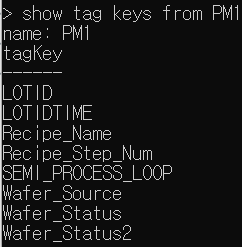 > show tag keys from PM1
name: PM1
tagKey
------
LOTID
LOTIDTIME
Recipe_Name
Recipe_Step_Num
SEMI_PROCESS_LOOP
Wafer_Source
Wafer_Status
Wafer_Status2